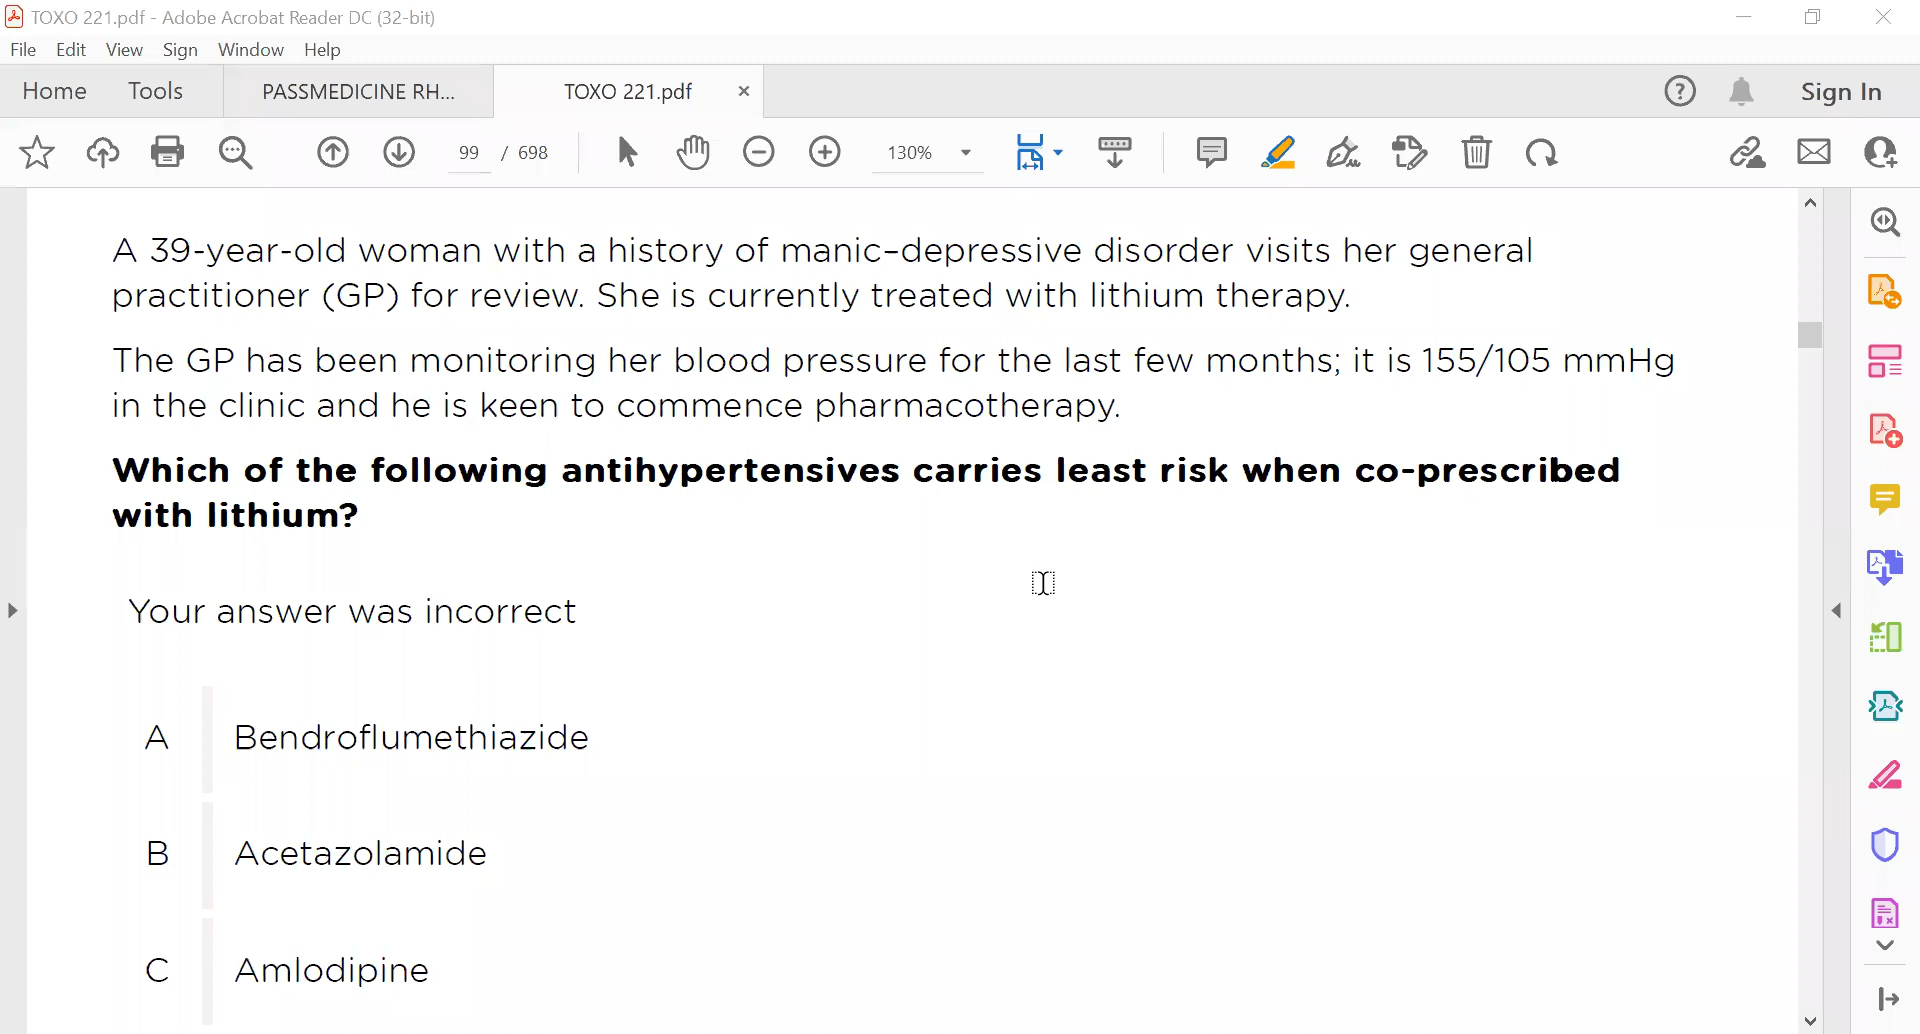 TOXO 221.pdf - Adobe Acrobat Reader DC (32-bit)
File Edit View Sign Window Help
Home Tools PASSMEDICINE RH... TOXO 221.pdf × Sign In
99 / 698 130%
A 39-year-old woman with a history of manic–depressive disorder visits her general
practitioner (GP) for review. She is currently treated with lithium therapy.
The GP has been monitoring her blood pressure for the last few months; it is 155/105 mmHg
in the clinic and he is keen to commence pharmacotherapy.
Which of the following antihypertensives carries least risk when co-prescribed
with lithium?
Your answer was incorrect
A Bendroflumethiazide
B Acetazolamide
C Amlodipine